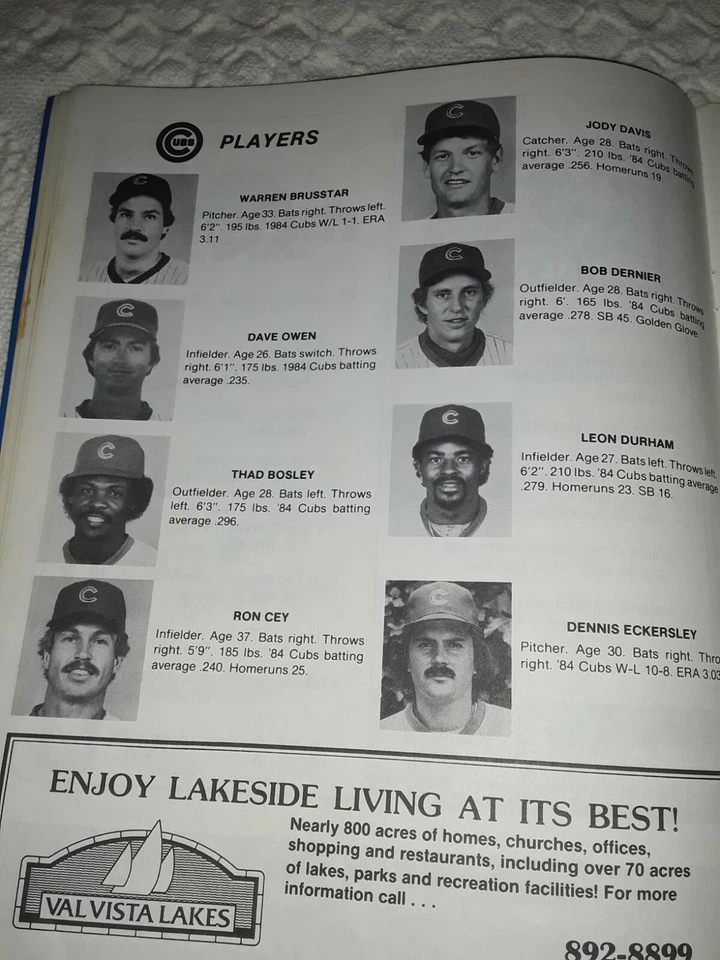 CUBS PLAYERS
WARREN BRUSSTAR
Pitcher. Age 33. Bats right. Throws left.
6'2". 195 lbs. 1984 Cubs W/L 1-1. ERA
3.11
DAVE OWEN
Infielder. Age 26. Bats switch. Throws
right. 6'1". 175 lbs. 1984 Cubs batting
average .235.
THAD BOSLEY
Outfielder. Age 28. Bats left. Throws
left. 6'3". 175 lbs. '84 Cubs batting
average .296.
RON CEY
Infielder. Age 37. Bats right. Throws
right. 5'9". 185 lbs. '84 Cubs batting
average .240. Homeruns 25.
JODY DAVIS
Catcher. Age 28. Bats right. Throws
right. 6'3". 210 lbs. '84 Cubs batting
average .256. Homeruns 19.
BOB DERNIER
Outfielder. Age 28. Bats right. Throws
right. 6'. 165 lbs. '84 Cubs batting
average .278. SB 45. Golden Glove.
LEON DURHAM
Infielder. Age 27. Bats left. Throws left.
6'2". 210 lbs. '84 Cubs batting average
.279. Homeruns 23. SB 16.
DENNIS ECKERSLEY
Pitcher. Age 30. Bats right. Thro
right. '84 Cubs W-L 10-8. ERA 3.03
ENJOY LAKESIDE LIVING AT ITS BEST!
VAL VISTA LAKES
Nearly 800 acres of homes, churches, offices,
shopping and restaurants, including over 70 acres
of lakes, parks and recreation facilities! For more
information call . . .
892-8899